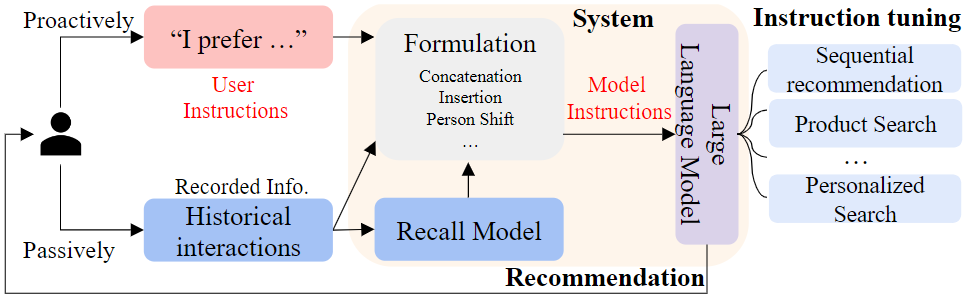 Proactively
"I prefer ..."
User
Instructions
System
Formulation
Concatenation
Insertion
Person Shift
...
Model
Instructions
Large
Language Model
Instruction tuning
Sequential
recommendation
Product Search
...
Personalized
Search
Passively
Recorded Info.
Historical
interactions
Recall Model
Recommendation